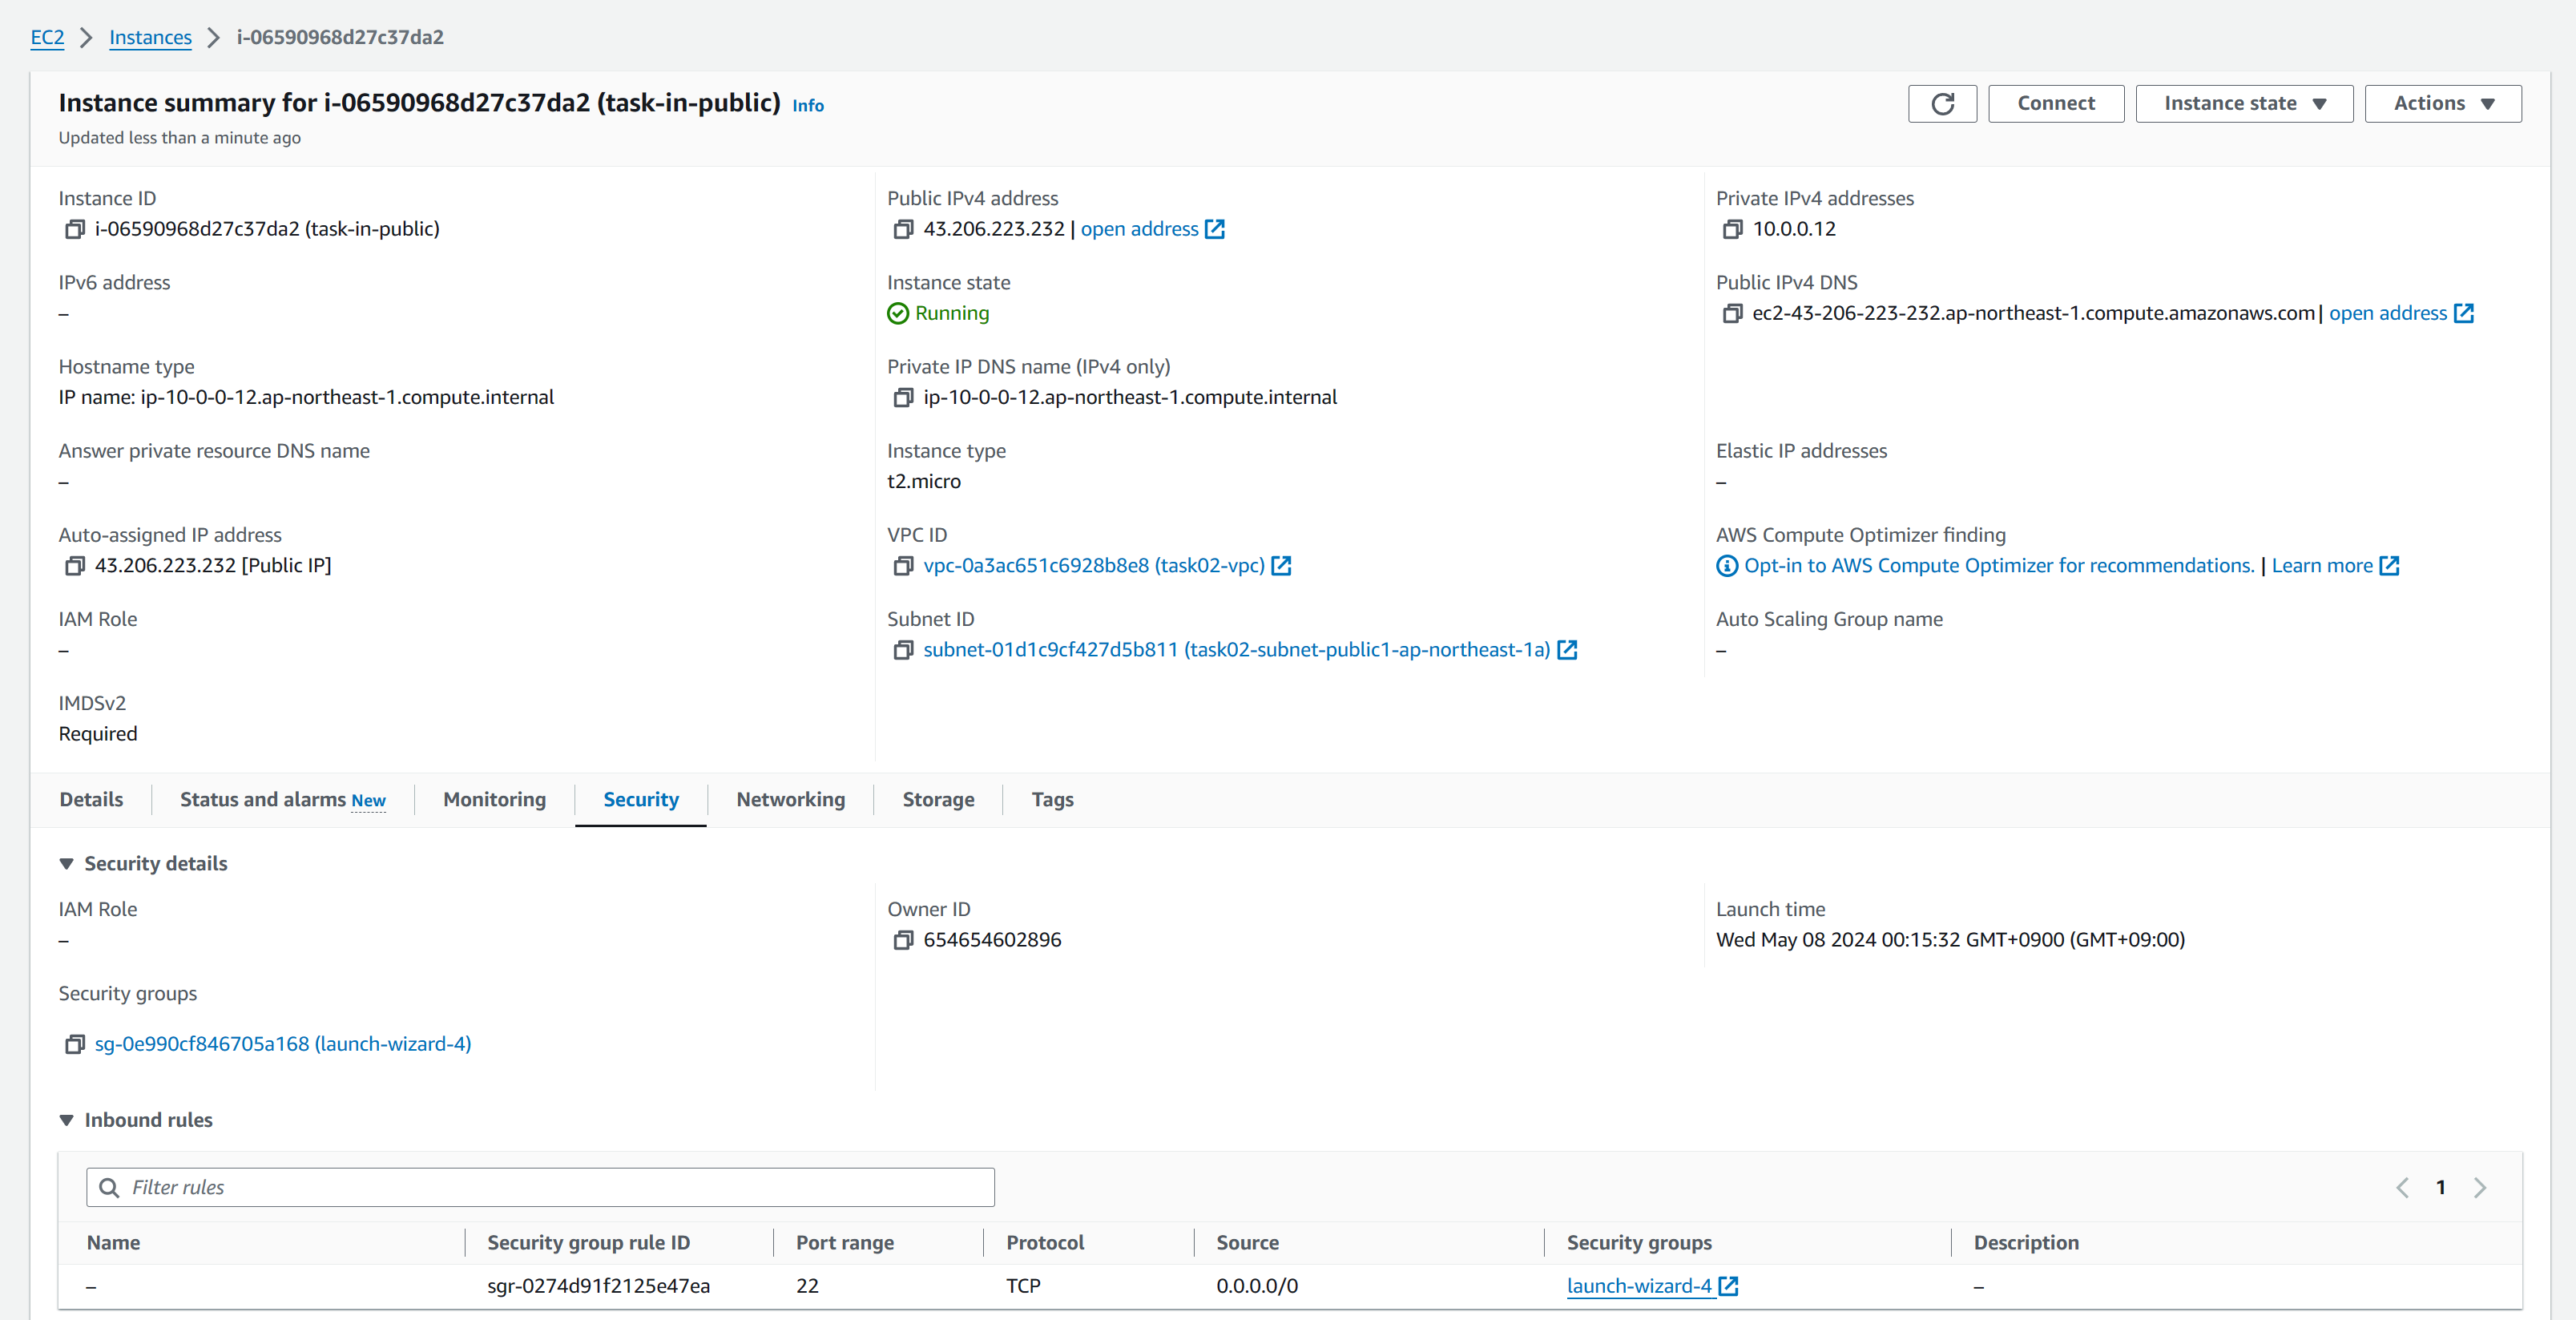 EC2 > Instances > i-06590968d27c37da2
Instance summary for i-06590968d27c37da2 (task-in-public) Info
Updated less than a minute ago
Connect
Instance state
Actions
Instance ID
i-06590968d27c37da2 (task-in-public)
Public IPv4 address
43.206.223.232 | open address
Private IPv4 addresses
10.0.0.12
IPv6 address
–
Instance state
Running
Public IPv4 DNS
ec2-43-206-223-232.ap-northeast-1.compute.amazonaws.com | open address
Hostname type
IP name: ip-10-0-0-12.ap-northeast-1.compute.internal
Private IP DNS name (IPv4 only)
ip-10-0-0-12.ap-northeast-1.compute.internal
Answer private resource DNS name
–
Instance type
t2.micro
Elastic IP addresses
–
Auto-assigned IP address
43.206.223.232 [Public IP]
VPC ID
vpc-0a3ac651c6928b8e8 (task02-vpc)
AWS Compute Optimizer finding
Opt-in to AWS Compute Optimizer for recommendations. | Learn more
IAM Role
–
Subnet ID
subnet-01d1c9cf427d5b811 (task02-subnet-public1-ap-northeast-1a)
Auto Scaling Group name
–
IMDSv2
Required
Details
Status and alarms New
Monitoring
Security
Networking
Storage
Tags
Security details
IAM Role
–
Owner ID
654654602896
Launch time
Wed May 08 2024 00:15:32 GMT+0900 (GMT+09:00)
Security groups
sg-0e990cf846705a168 (launch-wizard-4)
Inbound rules
Filter rules
1
Name Security group rule ID Port range Protocol Source Security groups Description
– sgr-0274d91f2125e47ea 22 TCP 0.0.0.0/0 launch-wizard-4 –